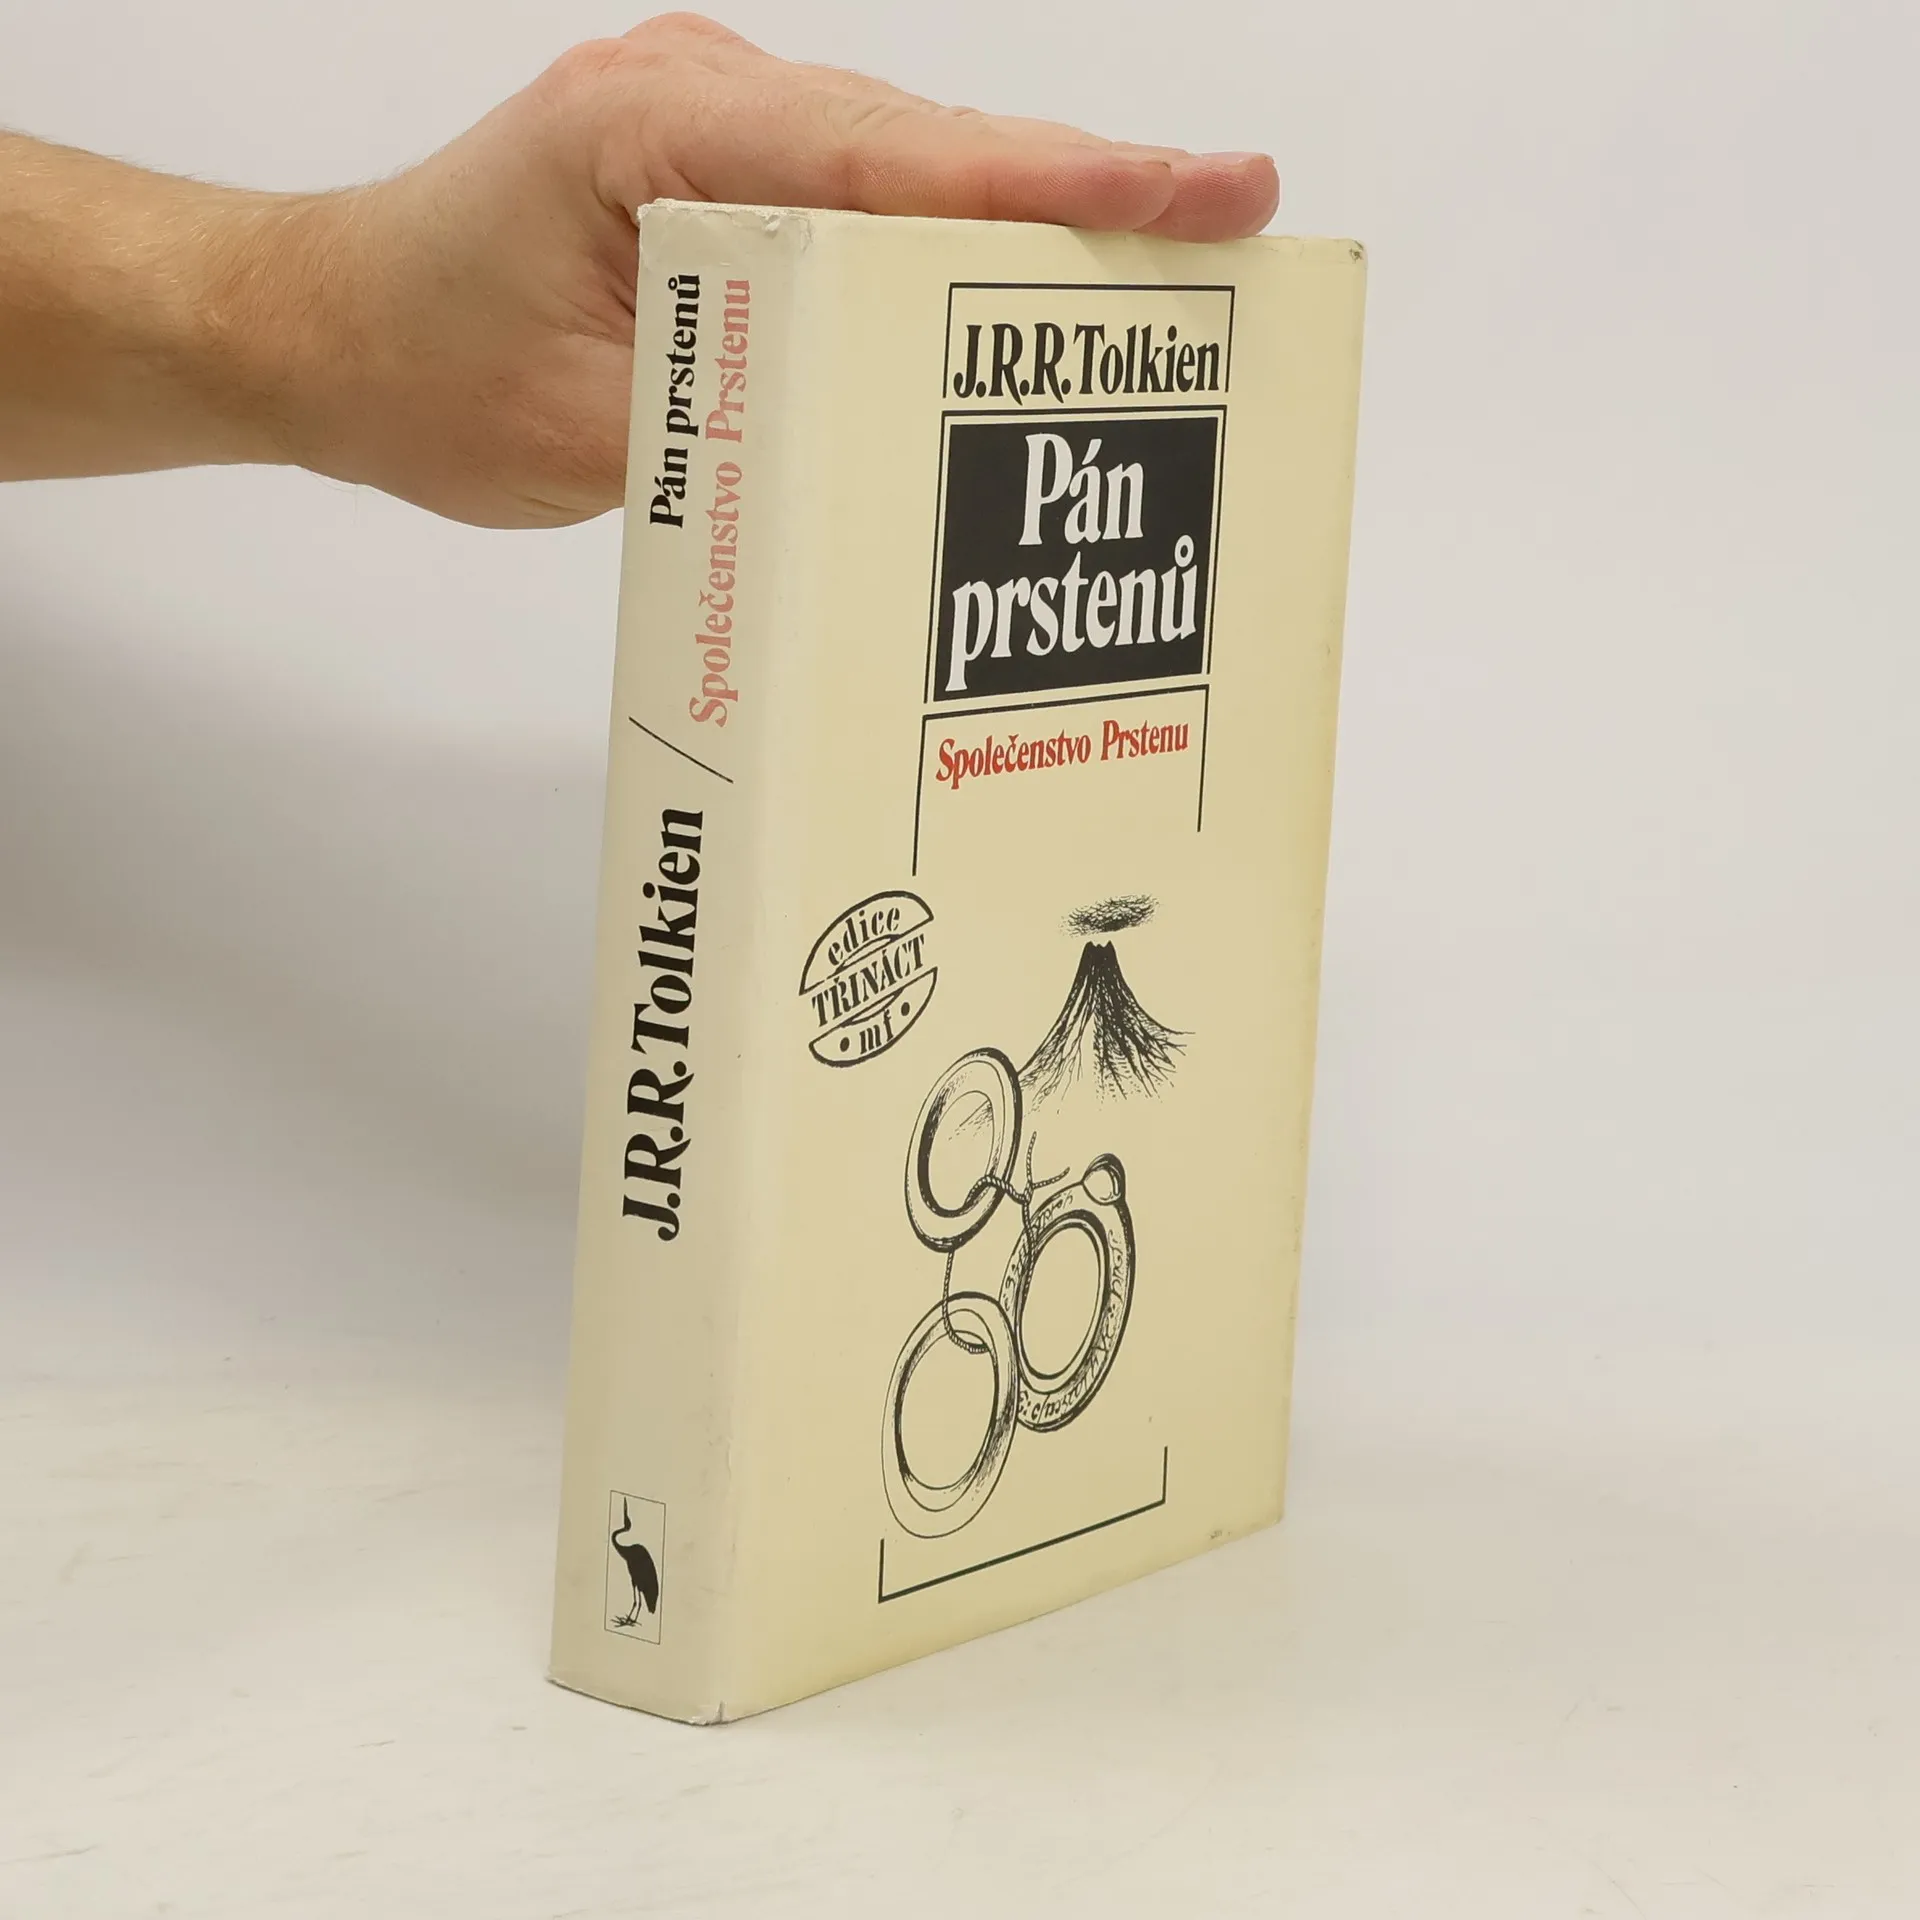 Pán prstenů
Společenstvo Prstenu
J.R.R.Tolkien /
J.R.R.Tolkien
Pán
prstenů
Společenstvo Prstenu
edice
TŘINÁCT
• mf •